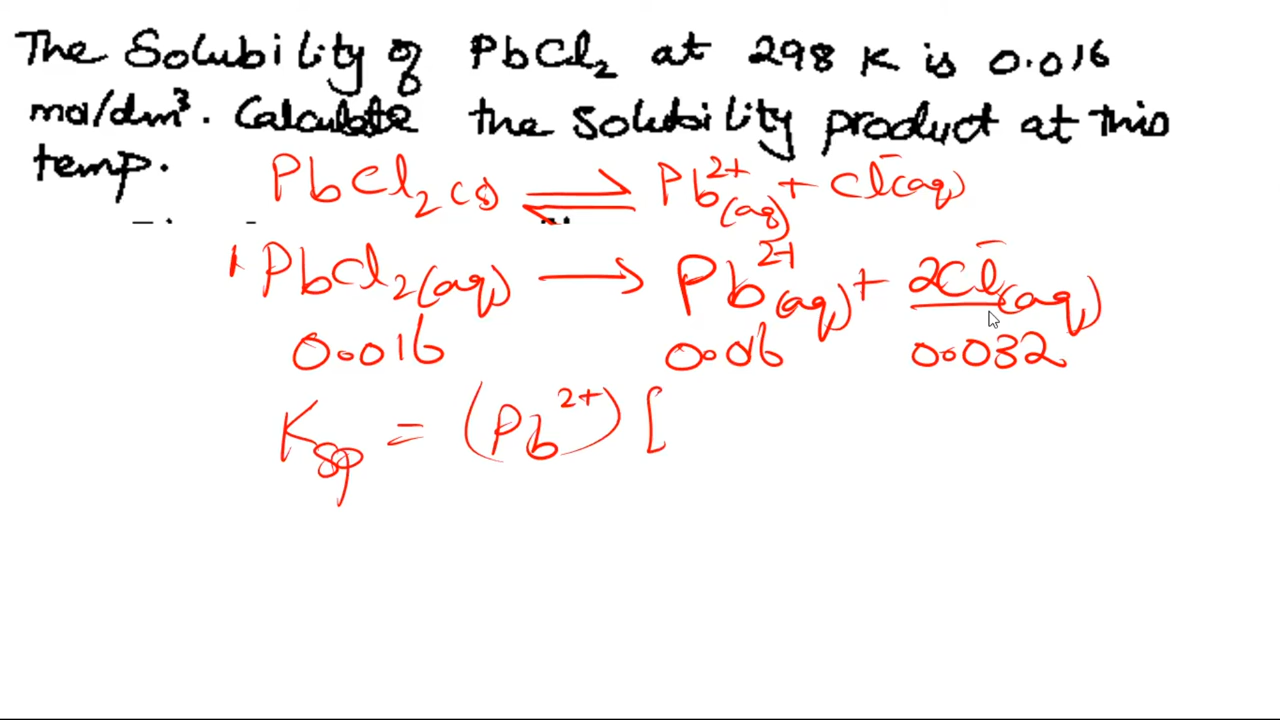 The Solubility of PbCl₂ at 298 K is 0.016
mol/dm³. Calculate the solubility product at this
temp.
PbCl₂(s) ⇌ Pb²⁺(aq) + Cl⁻(aq)
1 PbCl₂(aq) → Pb²⁺(aq) + 2Cl⁻(aq)
0.016 0.016 0.032
Ksp = (Pb²⁺) [